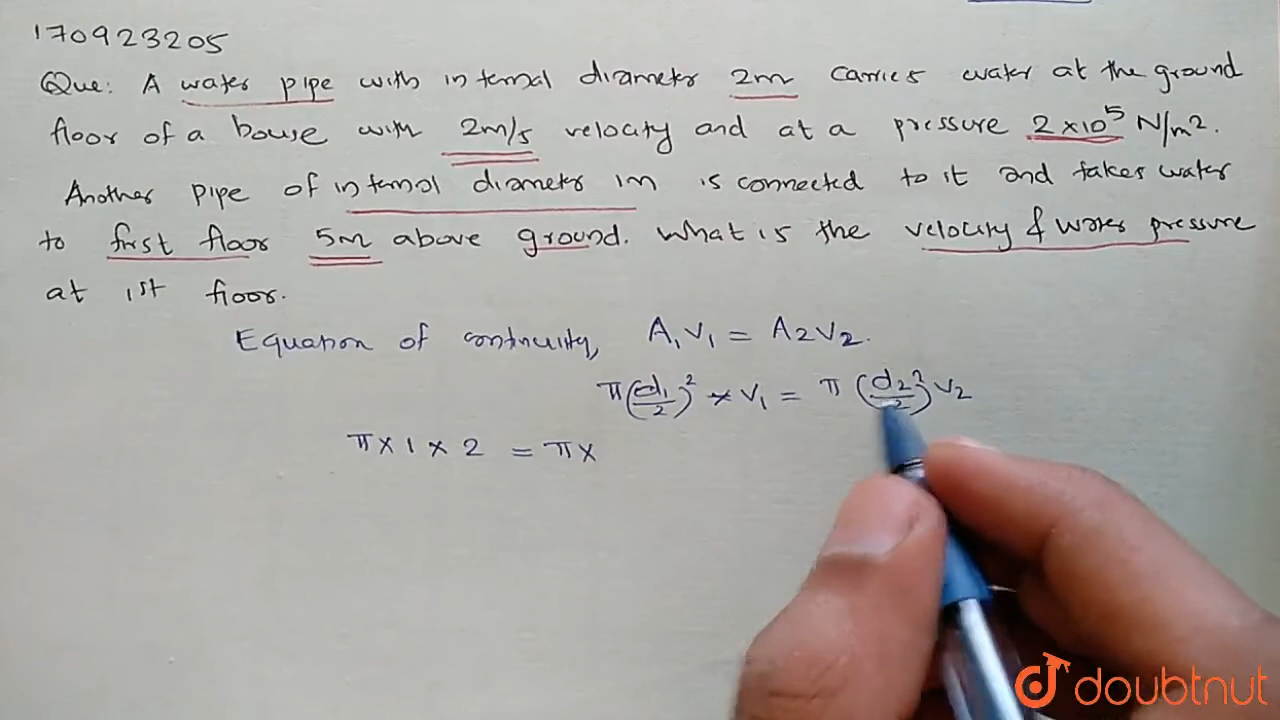 170923205
Que: A water pipe with internal diameter 2m carries water at the ground
floor of a house with 2m/s velocity and at a pressure 2×10⁵ N/m².
Another pipe of internal diameter 1m is connected to it and takes water
to first floor 5m above ground. What is the velocity & water pressure
at 1st floor.
Equation of continuity, A₁V₁ = A₂V₂.
π(d₁/2)² × V₁ = π(d₂/2)² V₂
π × 1 × 2 = π ×
doubtnut